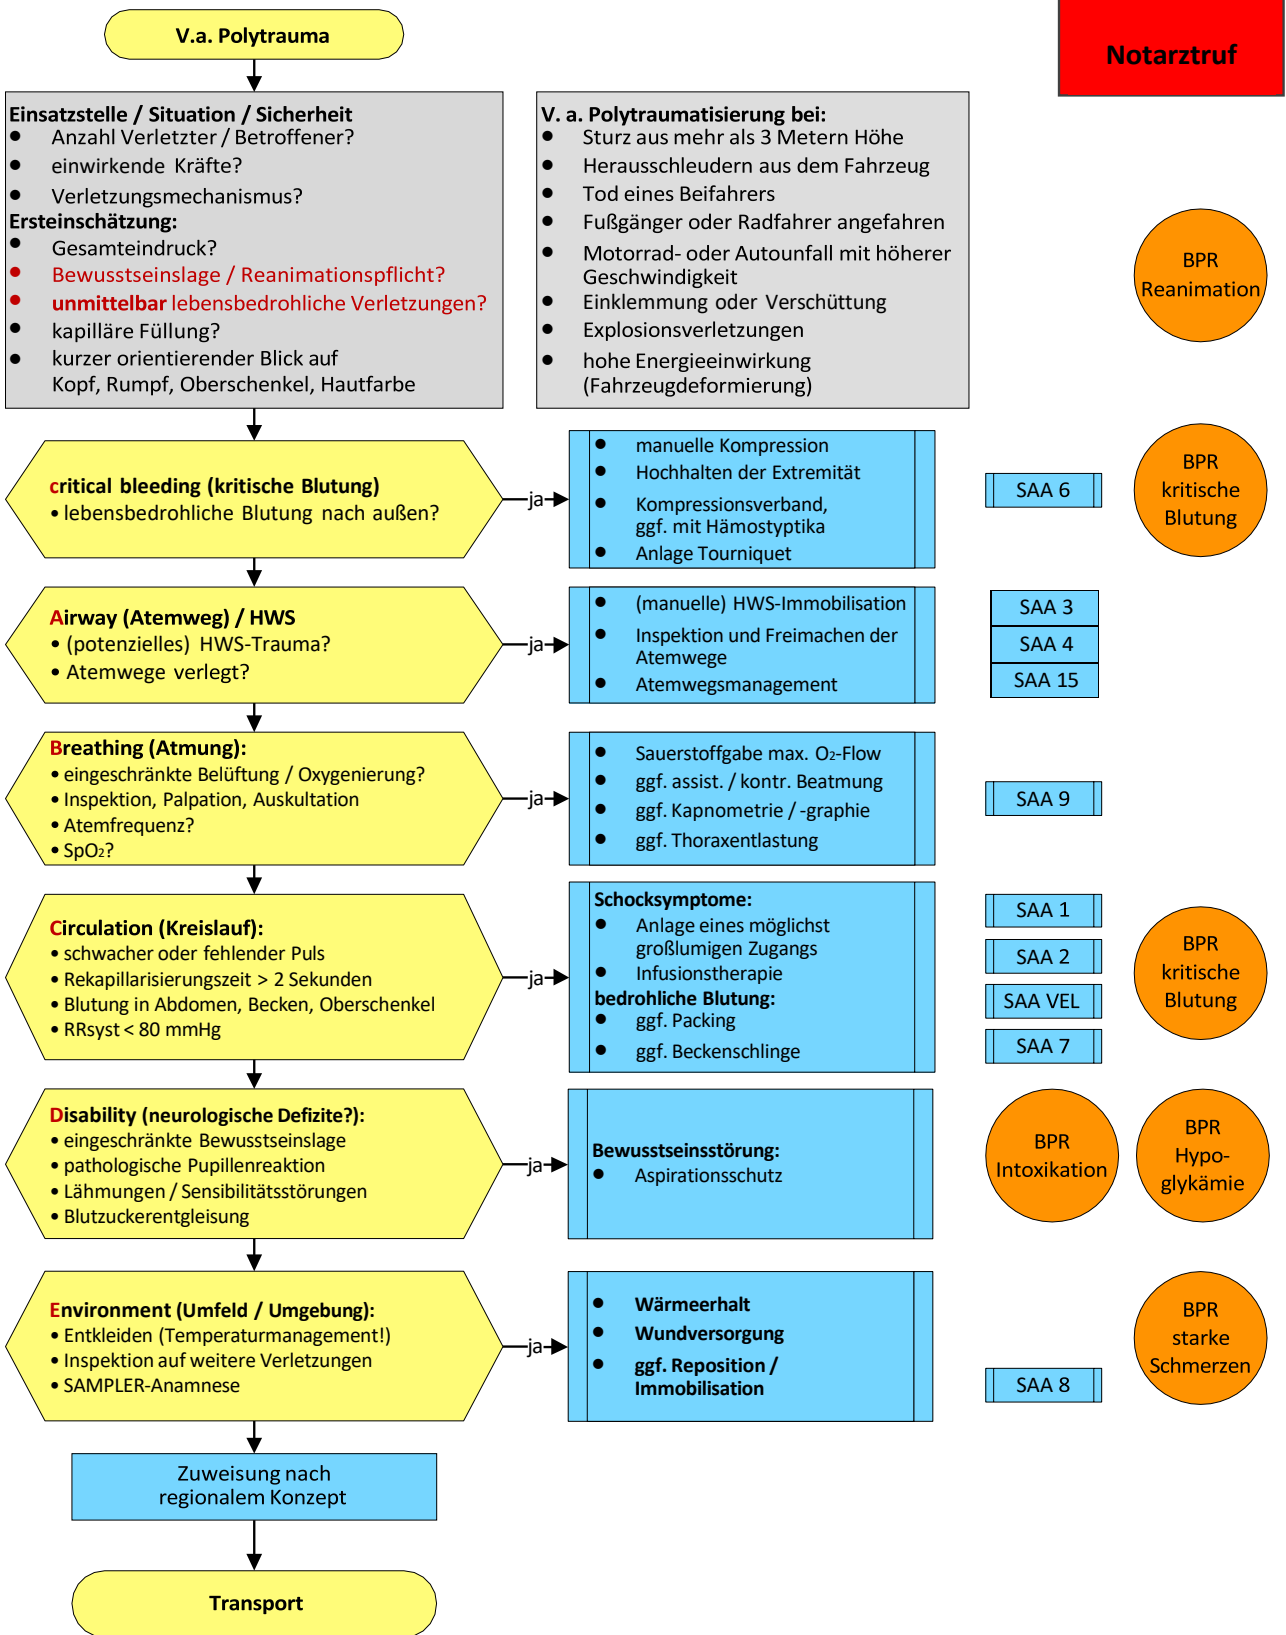 V.a. Polytrauma
Notarztruf
Einsatzstelle / Situation / Sicherheit
● Anzahl Verletzter / Betroffener?
● einwirkende Kräfte?
● Verletzungsmechanismus?
Ersteinschätzung:
● Gesamteindruck?
● Bewusstseinslage / Reanimationspflicht?
● unmittelbar lebensbedrohliche Verletzungen?
● kapilläre Füllung?
● kurzer orientierender Blick auf
Kopf, Rumpf, Oberschenkel, Hautfarbe
V. a. Polytraumatisierung bei:
● Sturz aus mehr als 3 Metern Höhe
● Herausschleudern aus dem Fahrzeug
● Tod eines Beifahrers
● Fußgänger oder Radfahrer angefahren
● Motorrad- oder Autounfall mit höherer
Geschwindigkeit
● Einklemmung oder Verschüttung
● Explosionsverletzungen
● hohe Energieeinwirkung
(Fahrzeugdeformierung)
BPR
Reanimation
critical bleeding (kritische Blutung)
• lebensbedrohliche Blutung nach außen?
ja
● manuelle Kompression
● Hochhalten der Extremität
● Kompressionsverband,
ggf. mit Hämostyptika
● Anlage Tourniquet
SAA 6
BPR
kritische
Blutung
Airway (Atemweg) / HWS
• (potenzielles) HWS-Trauma?
• Atemwege verlegt?
ja
● (manuelle) HWS-Immobilisation
● Inspektion und Freimachen der
Atemwege
● Atemwegsmanagement
SAA 3
SAA 4
SAA 15
Breathing (Atmung):
• eingeschränkte Belüftung / Oxygenierung?
• Inspektion, Palpation, Auskultation
• Atemfrequenz?
• SpO2?
ja
● Sauerstoffgabe max. O2-Flow
● ggf. assist. / kontr. Beatmung
● ggf. Kapnometrie / -graphie
● ggf. Thoraxentlastung
SAA 9
Circulation (Kreislauf):
• schwacher oder fehlender Puls
• Rekapillarisierungszeit > 2 Sekunden
• Blutung in Abdomen, Becken, Oberschenkel
• RRsyst < 80 mmHg
ja
Schocksymptome:
● Anlage eines möglichst
großlumigen Zugangs
● Infusionstherapie
bedrohliche Blutung:
● ggf. Packing
● ggf. Beckenschlinge
SAA 1
SAA 2
SAA VEL
SAA 7
BPR
kritische
Blutung
Disability (neurologische Defizite?):
• eingeschränkte Bewusstseinslage
• pathologische Pupillenreaktion
• Lähmungen / Sensibilitätsstörungen
• Blutzuckerentgleisung
ja
Bewusstseinsstörung:
● Aspirationsschutz
BPR
Intoxikation
BPR
Hypo-
glykämie
Environment (Umfeld / Umgebung):
• Entkleiden (Temperaturmanagement!)
• Inspektion auf weitere Verletzungen
• SAMPLER-Anamnese
ja
● Wärmeerhalt
● Wundversorgung
● ggf. Reposition /
Immobilisation
SAA 8
BPR
starke
Schmerzen
Zuweisung nach
regionalem Konzept
Transport